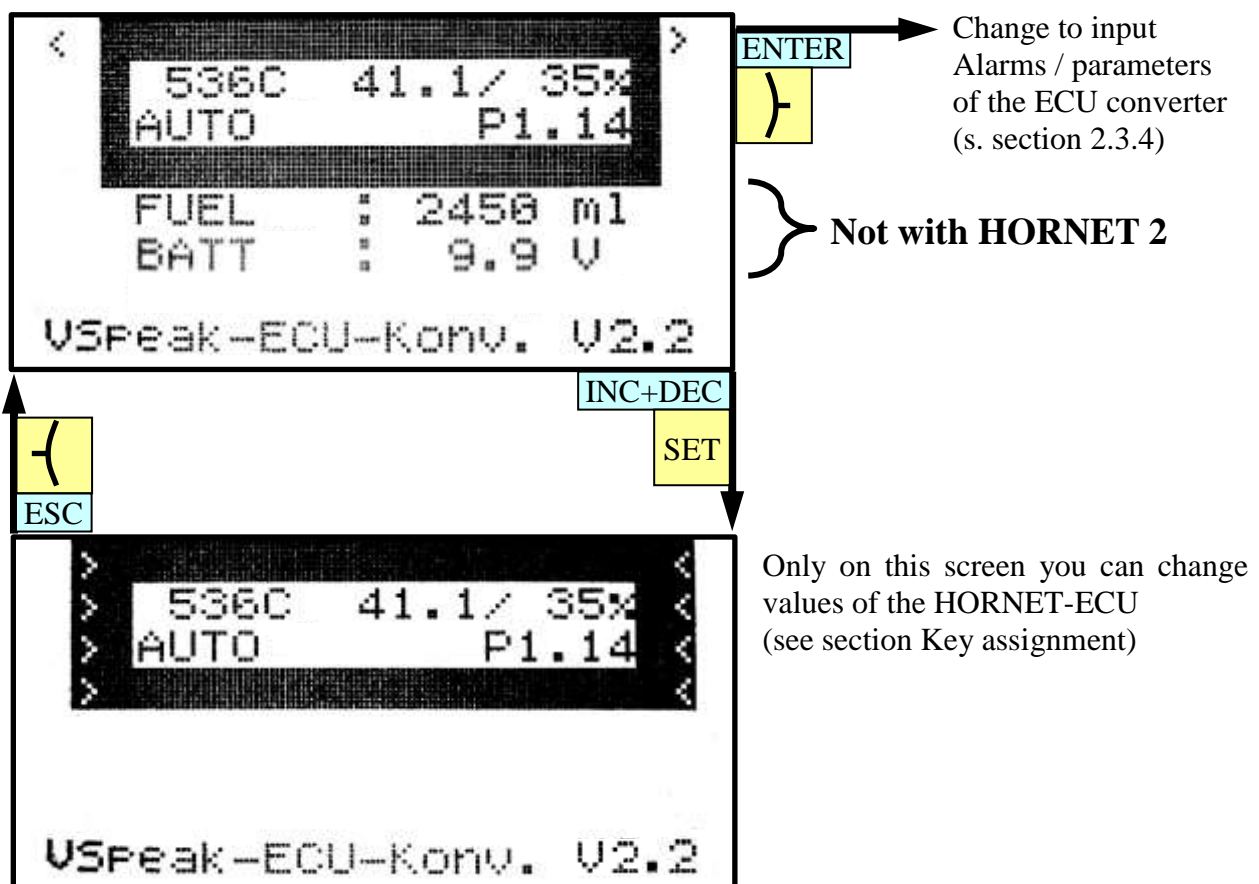 < >
536C 41.1/ 35%
AUTO P1.14
FUEL : 2450 ml
BATT : 9.9 V
VSpeak-ECU-Konv. V2.2
ENTER
Change to input
Alarms / parameters
of the ECU converter
(s. section 2.3.4)
Not with HORNET 2
INC+DEC
SET
ESC
> <
> 536C 41.1/ 35% <
> AUTO P1.14 <
> <
VSpeak-ECU-Konv. V2.2
Only on this screen you can change
values of the HORNET-ECU
(see section Key assignment)